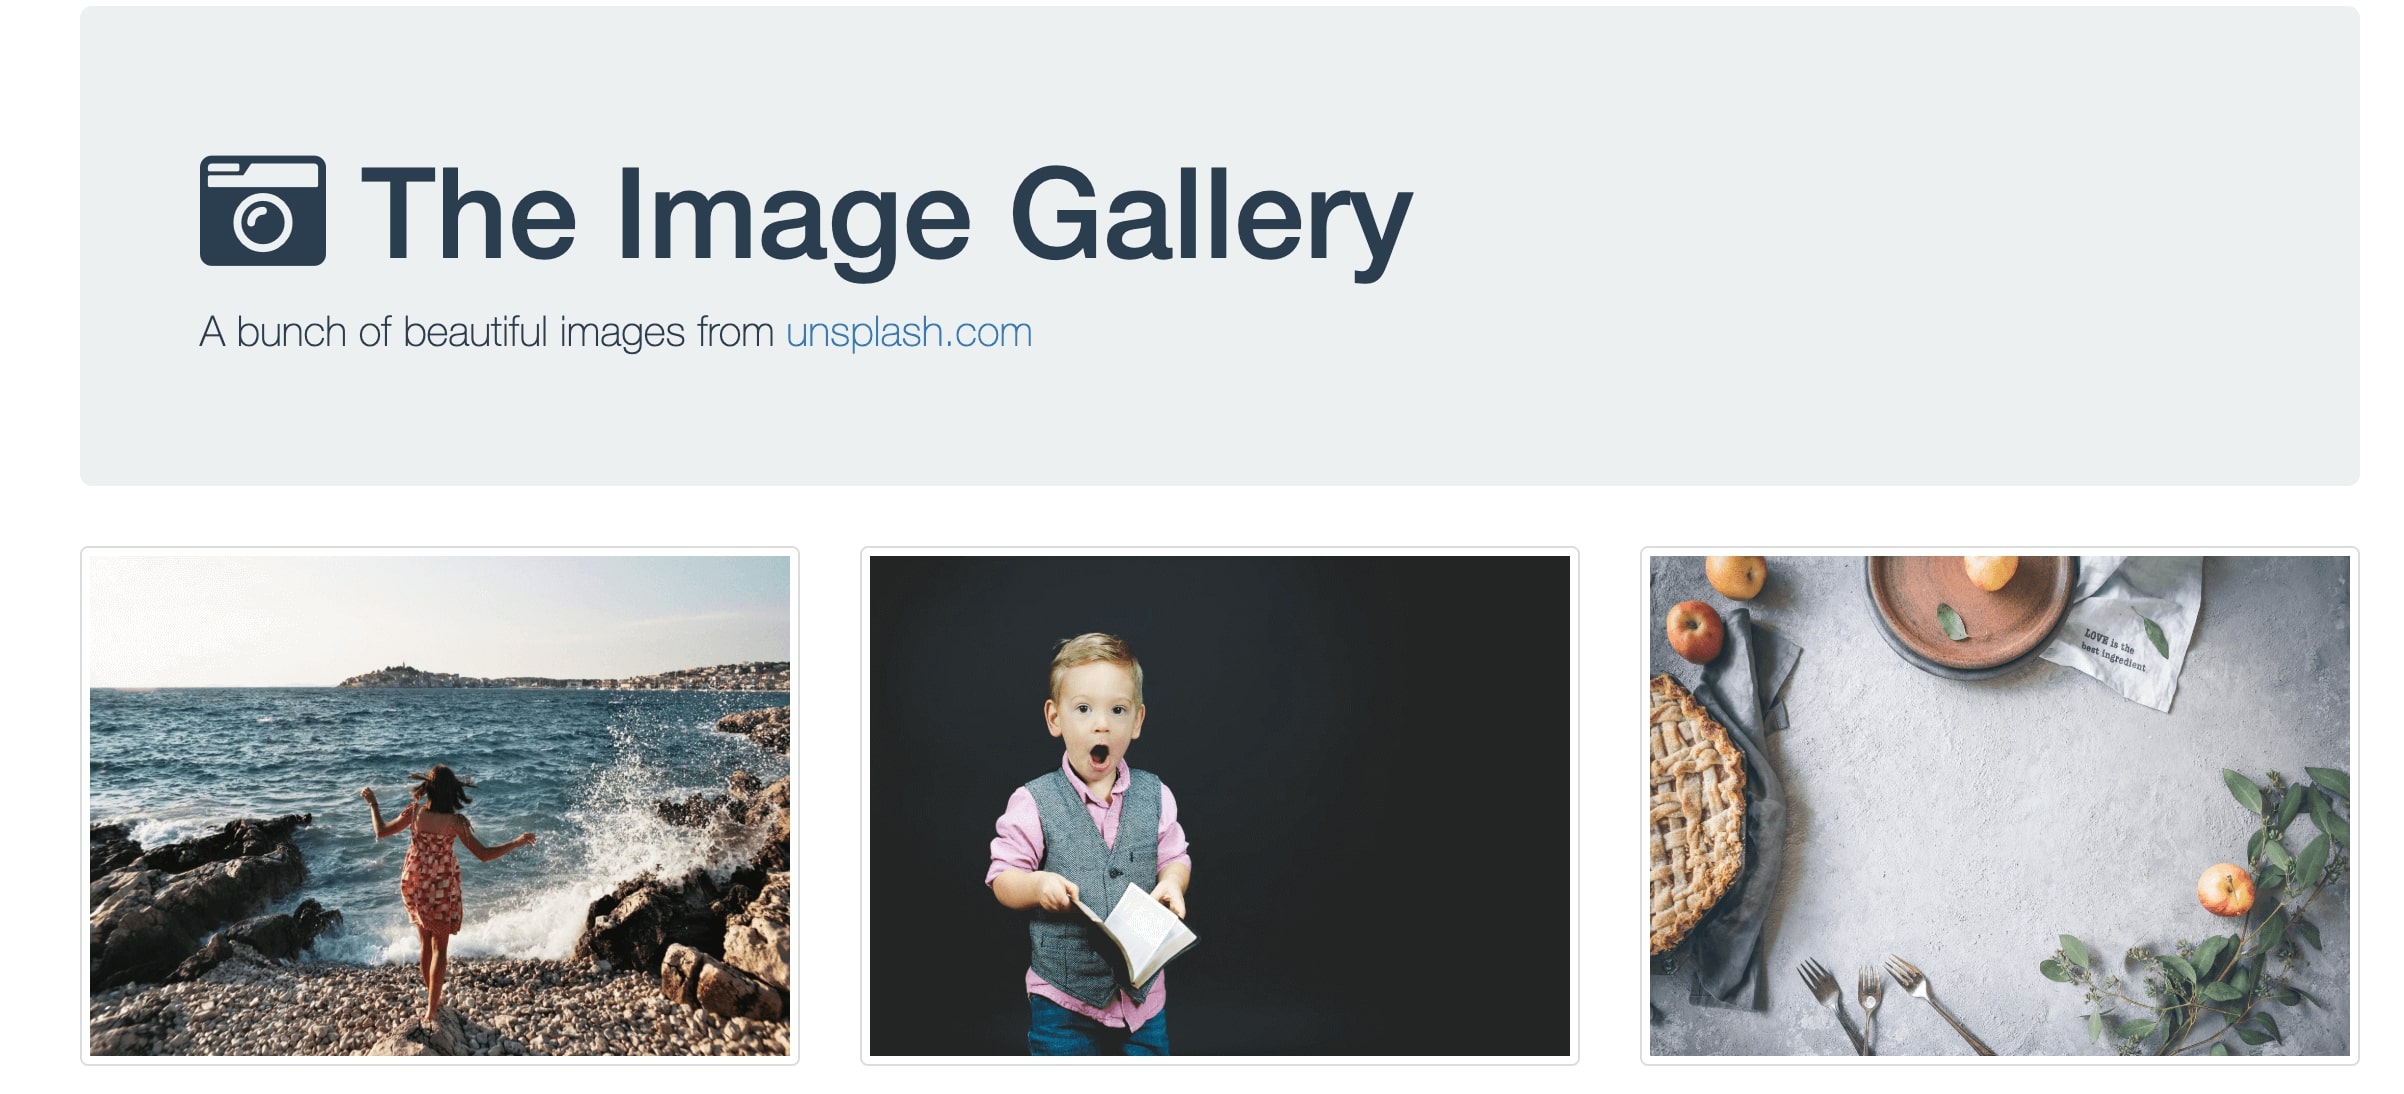 The Image Gallery
A bunch of beautiful images from unsplash.com
LOVE is the
best ingredient